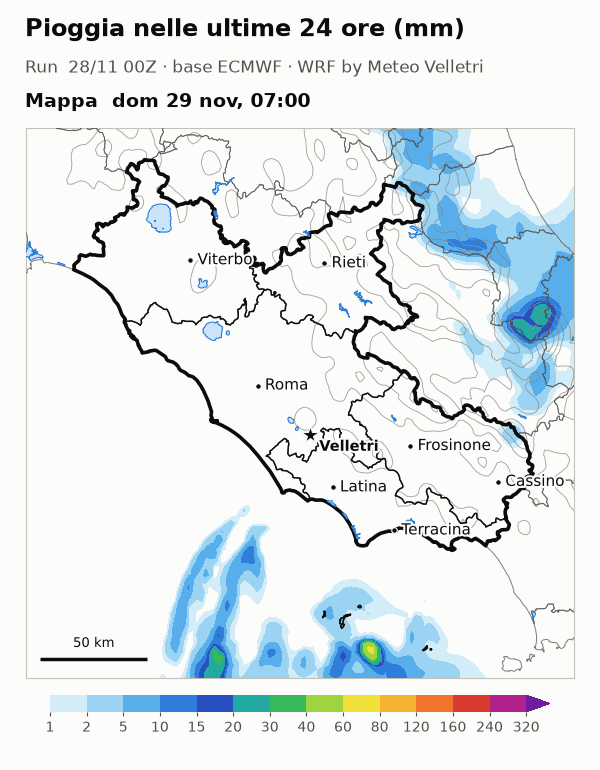 Pioggia nelle ultime 24 ore (mm)
Run  28/11 00Z · base ECMWF · WRF by Meteo Velletri
Mappa  dom 29 nov, 07:00
Viterbo
Rieti
Roma
Velletri
Frosinone
Latina
Cassino
Terracina
50 km
1 2 5 10 15 20 30 40 60 80 120 160 240 320